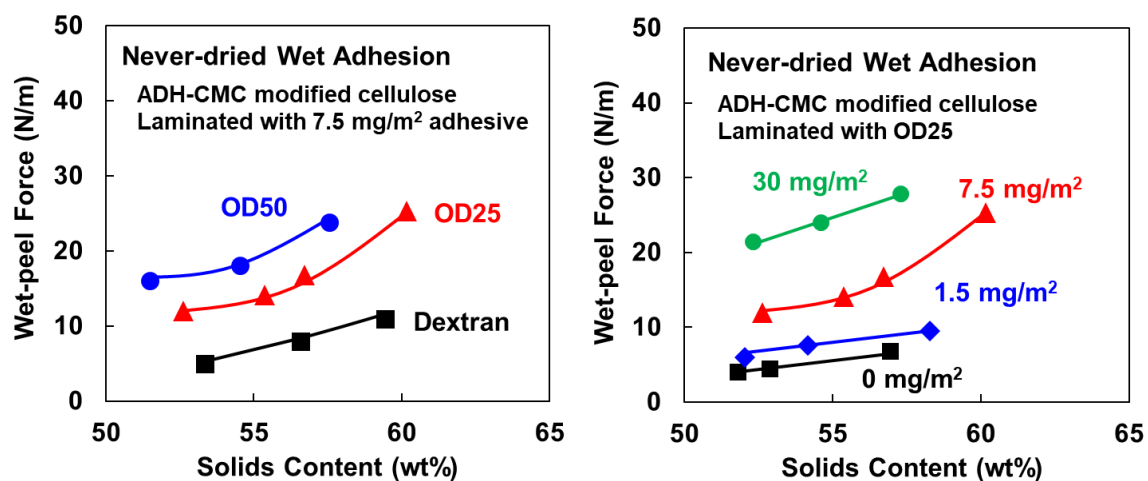 Never-dried Wet Adhesion
ADH-CMC modified cellulose
Laminated with 7.5 mg/m² adhesive
OD50
OD25
Dextran
Wet-peel Force (N/m)
50
40
30
20
10
0
50
55
60
65
Solids Content (wt%)
Never-dried Wet Adhesion
ADH-CMC modified cellulose
Laminated with OD25
30 mg/m²
7.5 mg/m²
1.5 mg/m²
0 mg/m²
Wet-peel Force (N/m)
50
40
30
20
10
0
50
55
60
65
Solids Content (wt%)